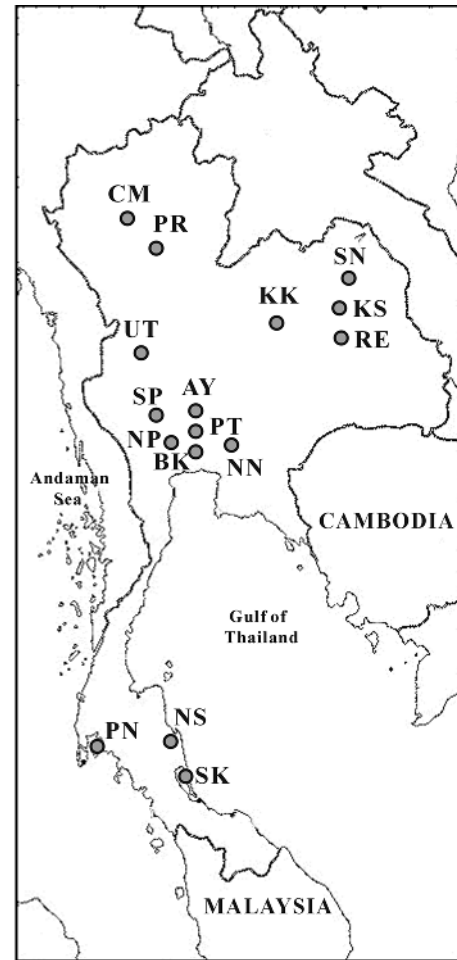 CM
PR
SN
KK
KS
RE
UT
SP
AY
PT
NP
BK
NN
Andaman
Sea
CAMBODIA
Gulf of
Thailand
PN
NS
SK
MALAYSIA